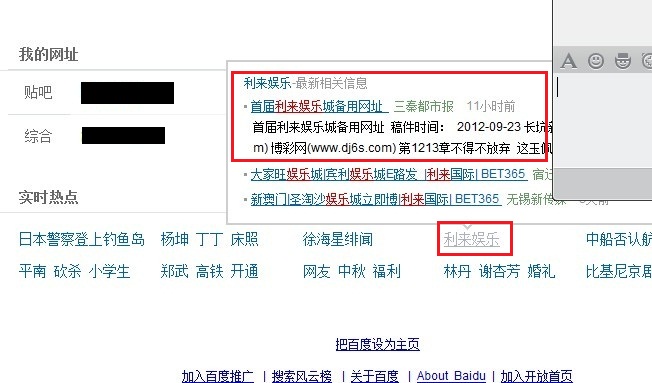 我的网址
贴吧
综合
利来娱乐-最新相关信息
首届利来娱乐城备用网址 三秦都市报 11小时前
首届利来娱乐城备用网址 稿件时间： 2012-09-23 长坑
m) 博彩网(www.dj6s.com) 第1213章不得不放弃 这玉佩
大家旺娱乐城|宾利娱乐城E路发 |利来国际| BET365 宿迁
新澳门|圣淘沙娱乐城立即博|利来国际| BET365 无锡新传媒
实时热点
日本警察登上钓鱼岛 杨坤 丁丁 床照 徐海星绯闻 利来娱乐 中船否认航
平南 砍杀 小学生 郑武 高铁 开通 网友 中秋 福利 林丹 谢杏芳 婚礼 比基尼京
把百度设为主页
加入百度推广 | 搜索风云榜 | 关于百度 | About Baidu | 加入开放首页